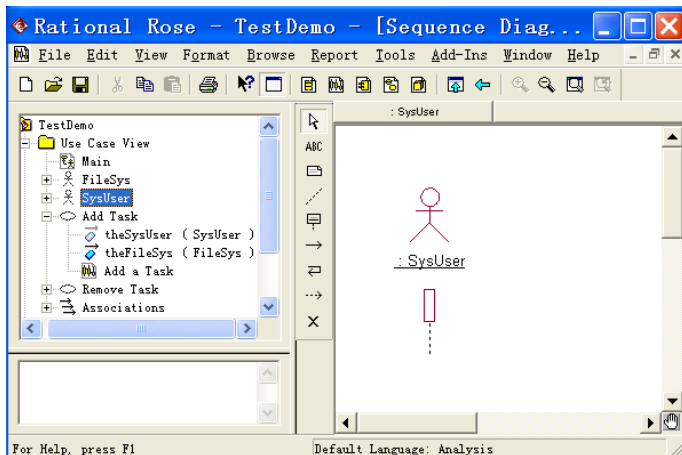 Rational Rose - TestDemo - [Sequence Diag...
File Edit View Format Browse Report Tools Add-Ins Window Help
: SysUser
TestDemo
Use Case View
Main
FileSys
SysUser
Add Task
theSysUser ( SysUser )
theFileSys ( FileSys )
Add a Task
Remove Task
Associations
ABC
: SysUser
For Help, press F1
Default Language: Analysis